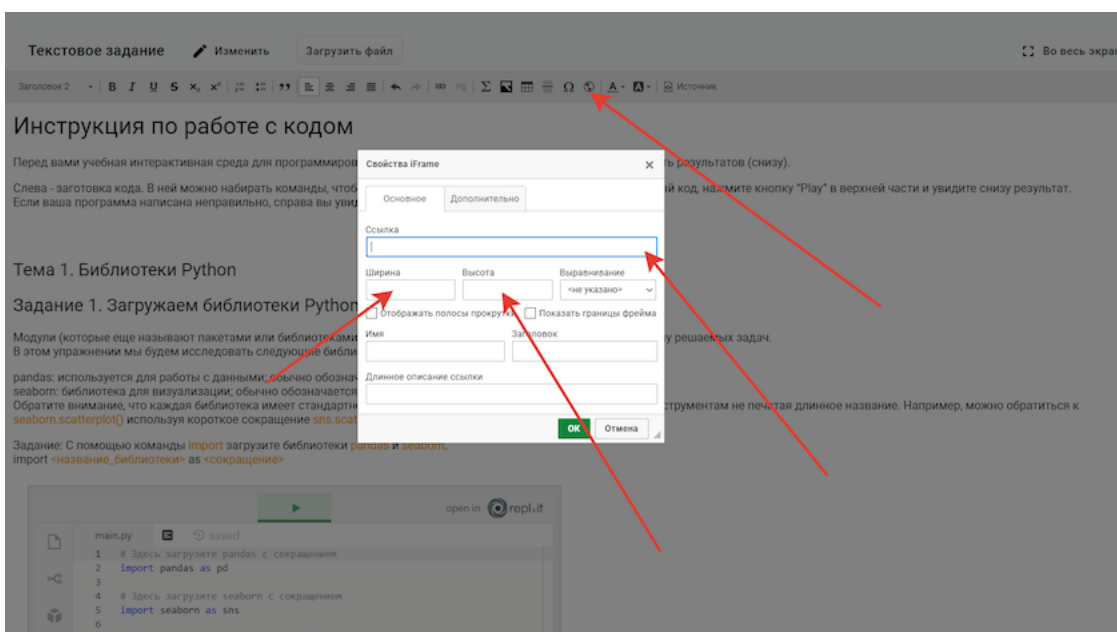 Текстовое задание Изменить Загрузить файл Во весь экра
Заголовок 2 B I U S Источник
Инструкция по работе с кодом
Перед вами учебная интерактивная среда для программиров
ть результатов (снизу).
Слева - заготовка кода. В ней можно набирать команды, чтоб
й код, нажмите кнопку "Play" в верхней части и увидите снизу результат.
Если ваша программа написана неправильно, справа вы увид
Свойства iFrame
Основное Дополнительно
Ссылка
Ширина Высота Выравнивание
<не указано>
Отображать полосы прокрутки Показать границы фрейма
Имя Заголовок
Длинное описание ссылки
ОК Отмена
Тема 1. Библиотеки Python
Задание 1. Загружаем библиотеки Python
Модули (которые еще называют пакетами или библиотеками
у решаемых задач.
В этом упражнении мы будем исследовать следующие библи
pandas: используется для работы с данными; обычно обознач
seaborn: библиотека для визуализации; обычно обозначается
Обратите внимание, что каждая библиотека имеет стандартн
струментам не печатая длинное название. Например, можно обратиться к
seaborn.scatterplot() используя короткое сокращение sns.scat
Задание: С помощью команды import загрузите библиотеки pandas и seaborn.
import <название_библиотеки> as <сокращение>
open in repl.it
main.py saved
1 # Здесь загрузите pandas с сокращением
2 import pandas as pd
3
4 # Здесь загрузите seaborn с сокращением
5 import seaborn as sns
6